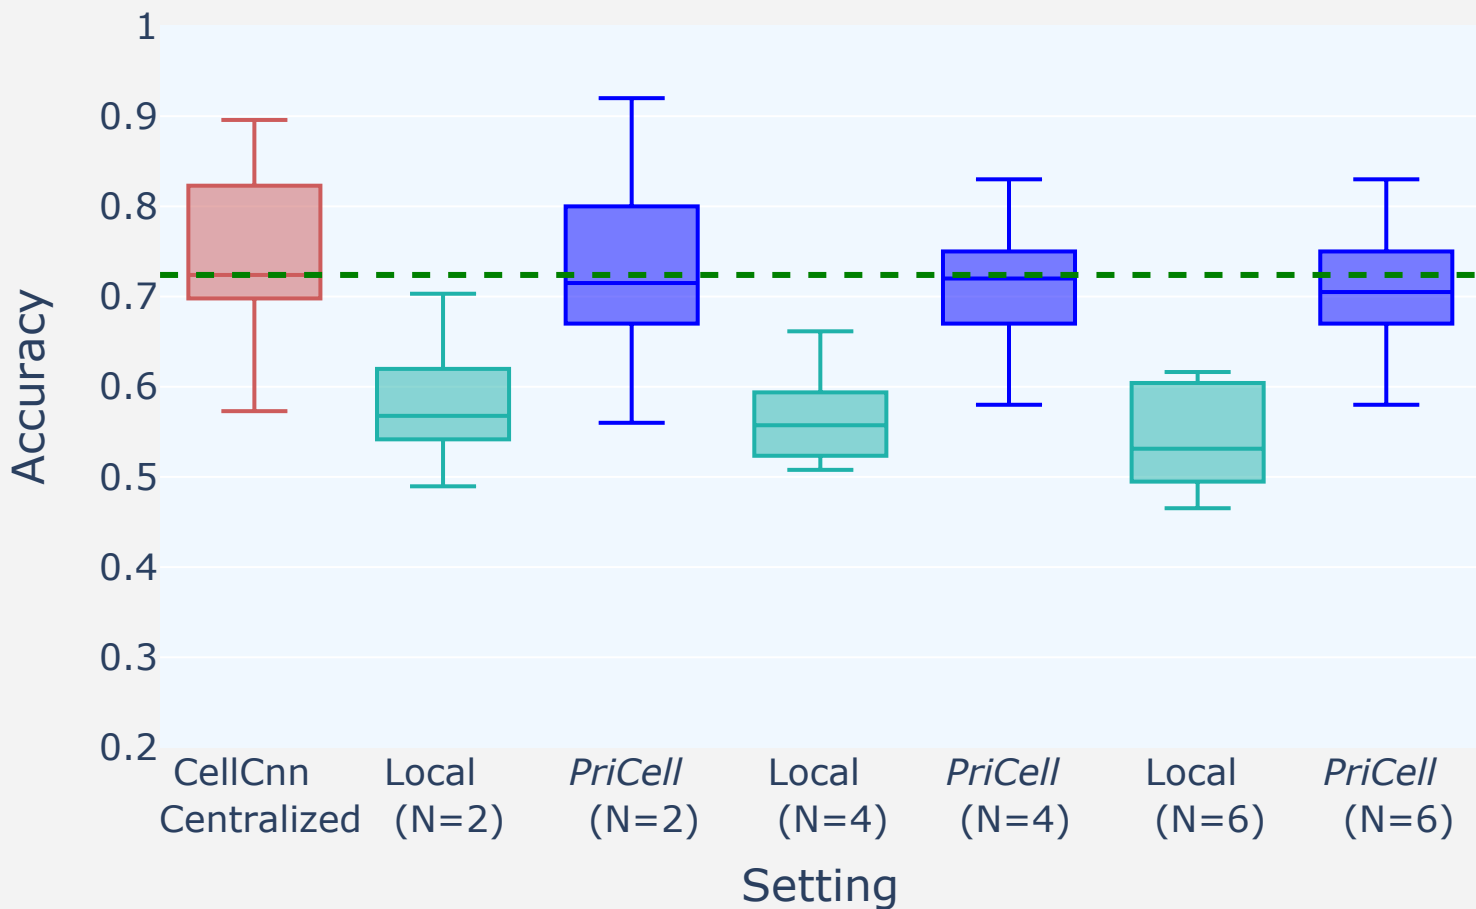 1
0.9
0.8
0.7
0.6
0.5
0.4
0.3
0.2
Accuracy
CellCnn Local PriCell Local PriCell Local PriCell
Centralized (N=2) (N=2) (N=4) (N=4) (N=6) (N=6)
Setting